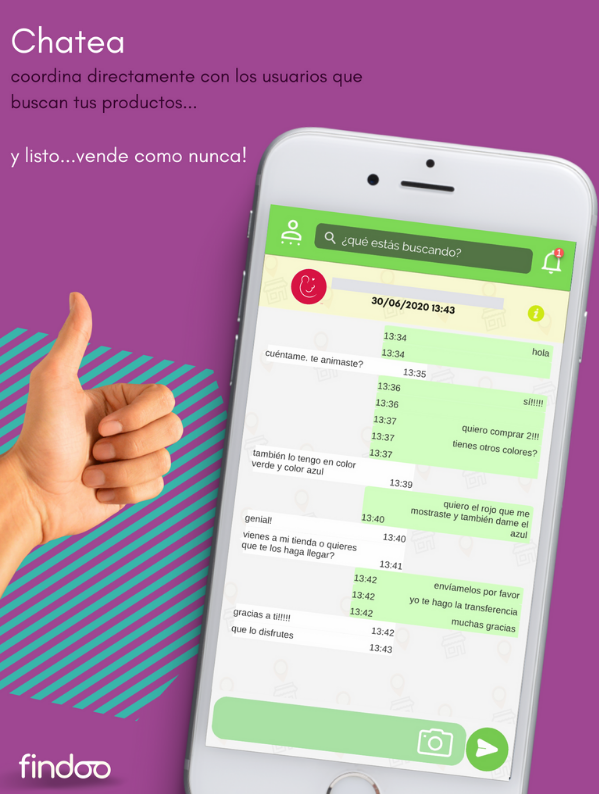 Chatea
coordina directamente con los usuarios que
buscan tus productos...
y listo...vende como nunca!
¿qué estás buscando?
1
30/06/2020 13:43
i
13:34
hola
13:34
cuéntame, te animaste?
13:35
13:36
sí!!!!!
13:36
13:37
quiero comprar 2!!!
13:37
tienes otros colores?
13:37
también lo tengo en color
verde y color azul
13:39
quiero el rojo que me
mostraste y también dame el
azul
13:40
genial!
13:40
vienes a mi tienda o quieres
que te los haga llegar?
13:41
13:42
envíamelos por favor
13:42
yo te hago la transferencia
13:42
muchas gracias
gracias a ti!!!!!
13:42
que lo disfrutes
13:43
findoo